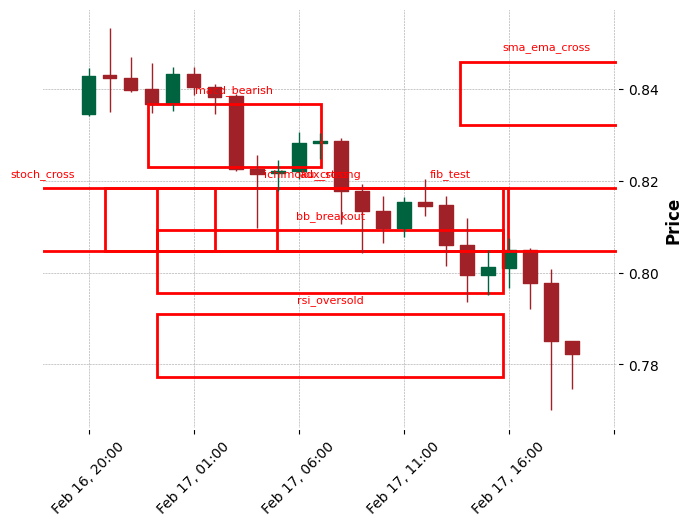 sma_ema_cross
0.84
macd_bearish
stoch_cross
fib_test
0.82
bb_breakout
Price
0.80
rsi_oversold
0.78
Feb 16, 20:00
Feb 17, 01:00
Feb 17, 06:00
Feb 17, 11:00
Feb 17, 16:00